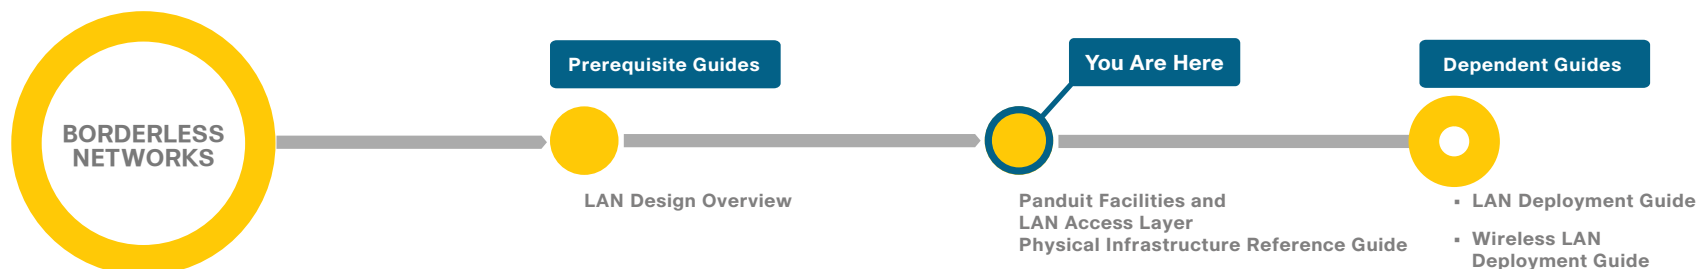 BORDERLESS
NETWORKS
Prerequisite Guides
LAN Design Overview
You Are Here
Panduit Facilities and
LAN Access Layer
Physical Infrastructure Reference Guide
Dependent Guides
▪ LAN Deployment Guide
▪ Wireless LAN
Deployment Guide